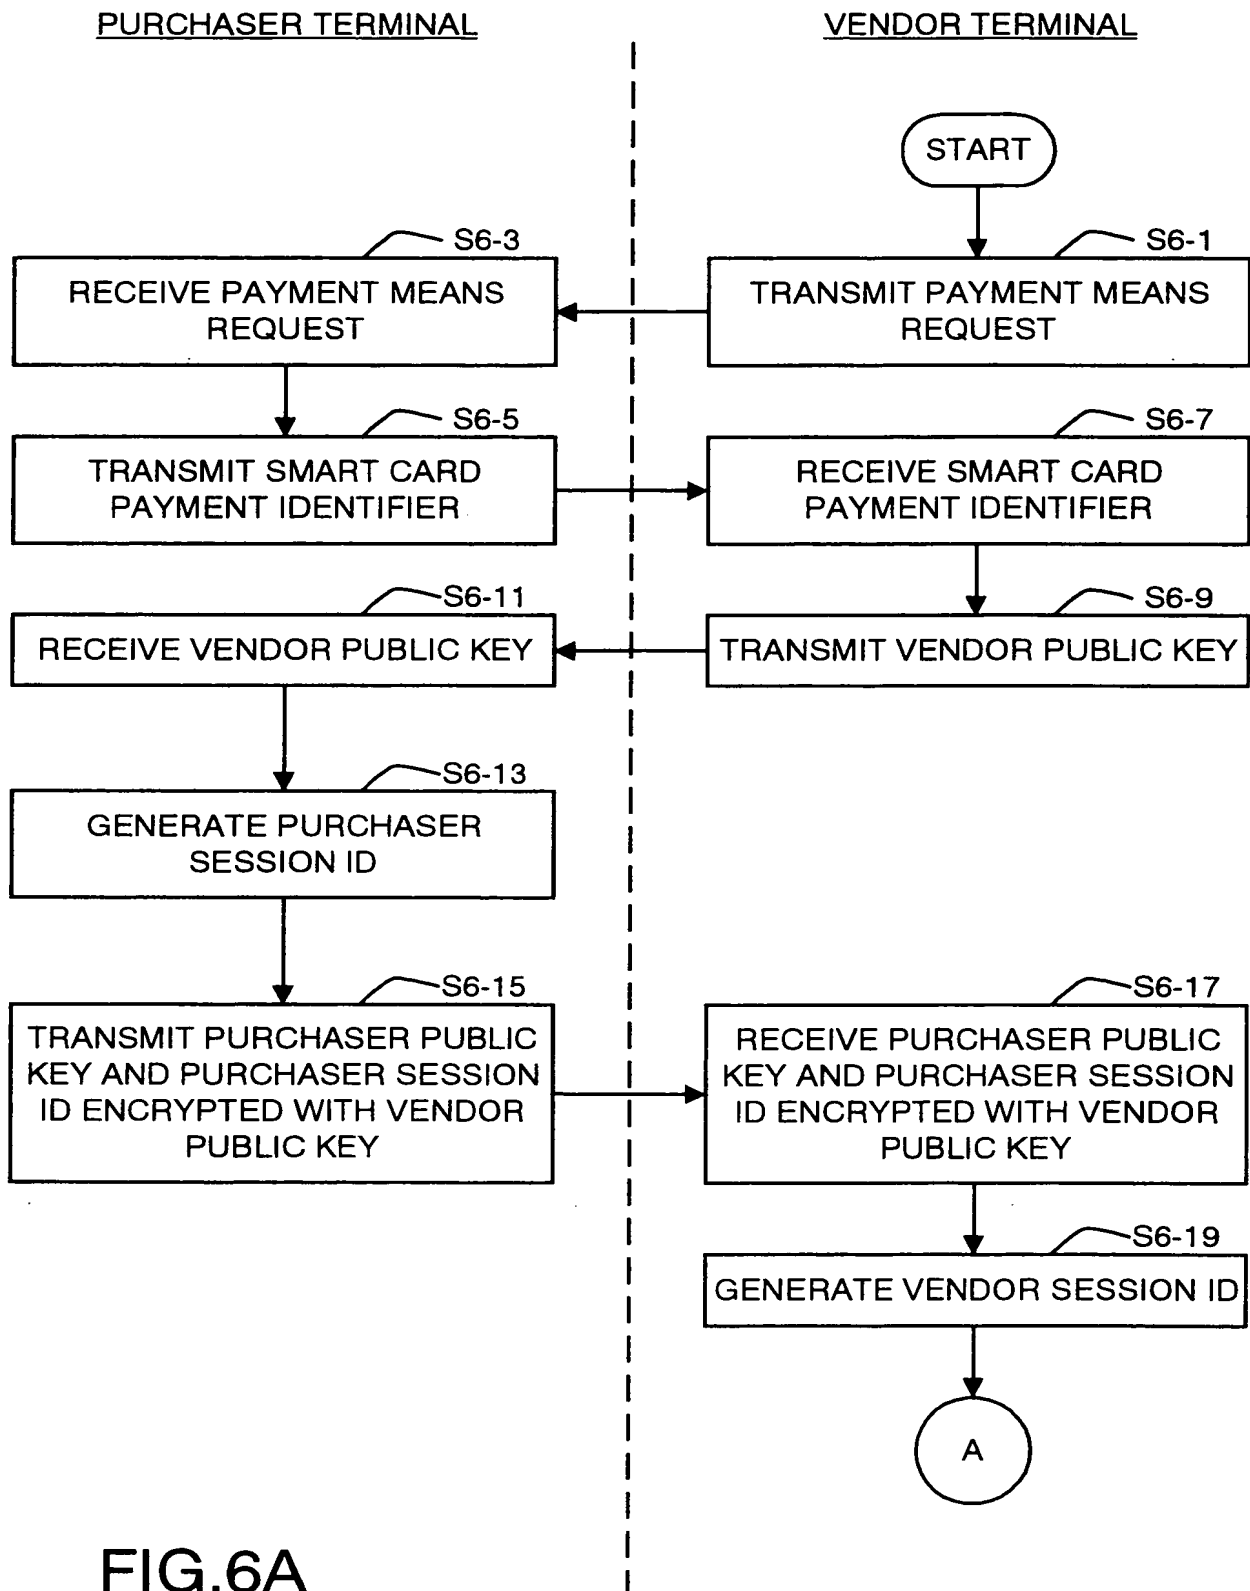 PURCHASER TERMINAL
VENDOR TERMINAL
START
S6-3
S6-1
RECEIVE PAYMENT MEANS
REQUEST
TRANSMIT PAYMENT MEANS
REQUEST
S6-5
S6-7
TRANSMIT SMART CARD
PAYMENT IDENTIFIER
RECEIVE SMART CARD
PAYMENT IDENTIFIER
S6-11
S6-9
RECEIVE VENDOR PUBLIC KEY
TRANSMIT VENDOR PUBLIC KEY
S6-13
GENERATE PURCHASER
SESSION ID
S6-15
S6-17
TRANSMIT PURCHASER PUBLIC
KEY AND PURCHASER SESSION
ID ENCRYPTED WITH VENDOR
PUBLIC KEY
RECEIVE PURCHASER PUBLIC
KEY AND PURCHASER SESSION
ID ENCRYPTED WITH VENDOR
PUBLIC KEY
S6-19
GENERATE VENDOR SESSION ID
A
FIG.6A